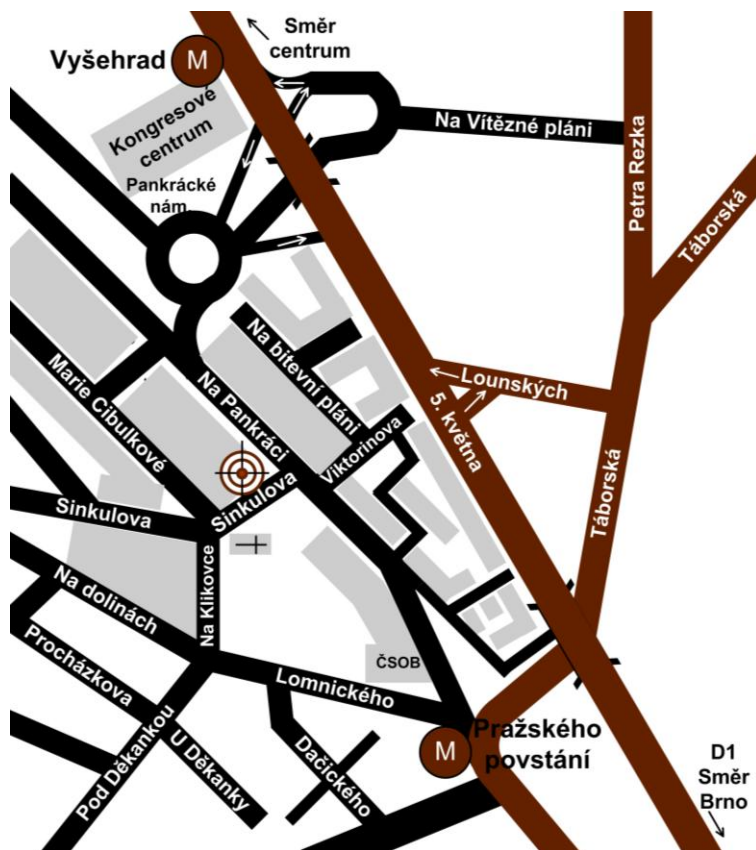 Směr
centrum
Vyšehrad
M
Kongresové
centrum
Na Vítězné pláni
Petra Rezka
Pankrácké
nám.
Táborská
Na bitevní pláni
Marie Cibulkové
Na Pankráci
Lounských
5. května
Viktorinova
Sinkulova
Sinkulova
Táborská
Na Klikovce
Na dolinách
Procházkova
ČSOB
Lomnického
Pražského
povstání
M
Pod Děkankou
U Děkanky
Dačického
D1
Směr
Brno